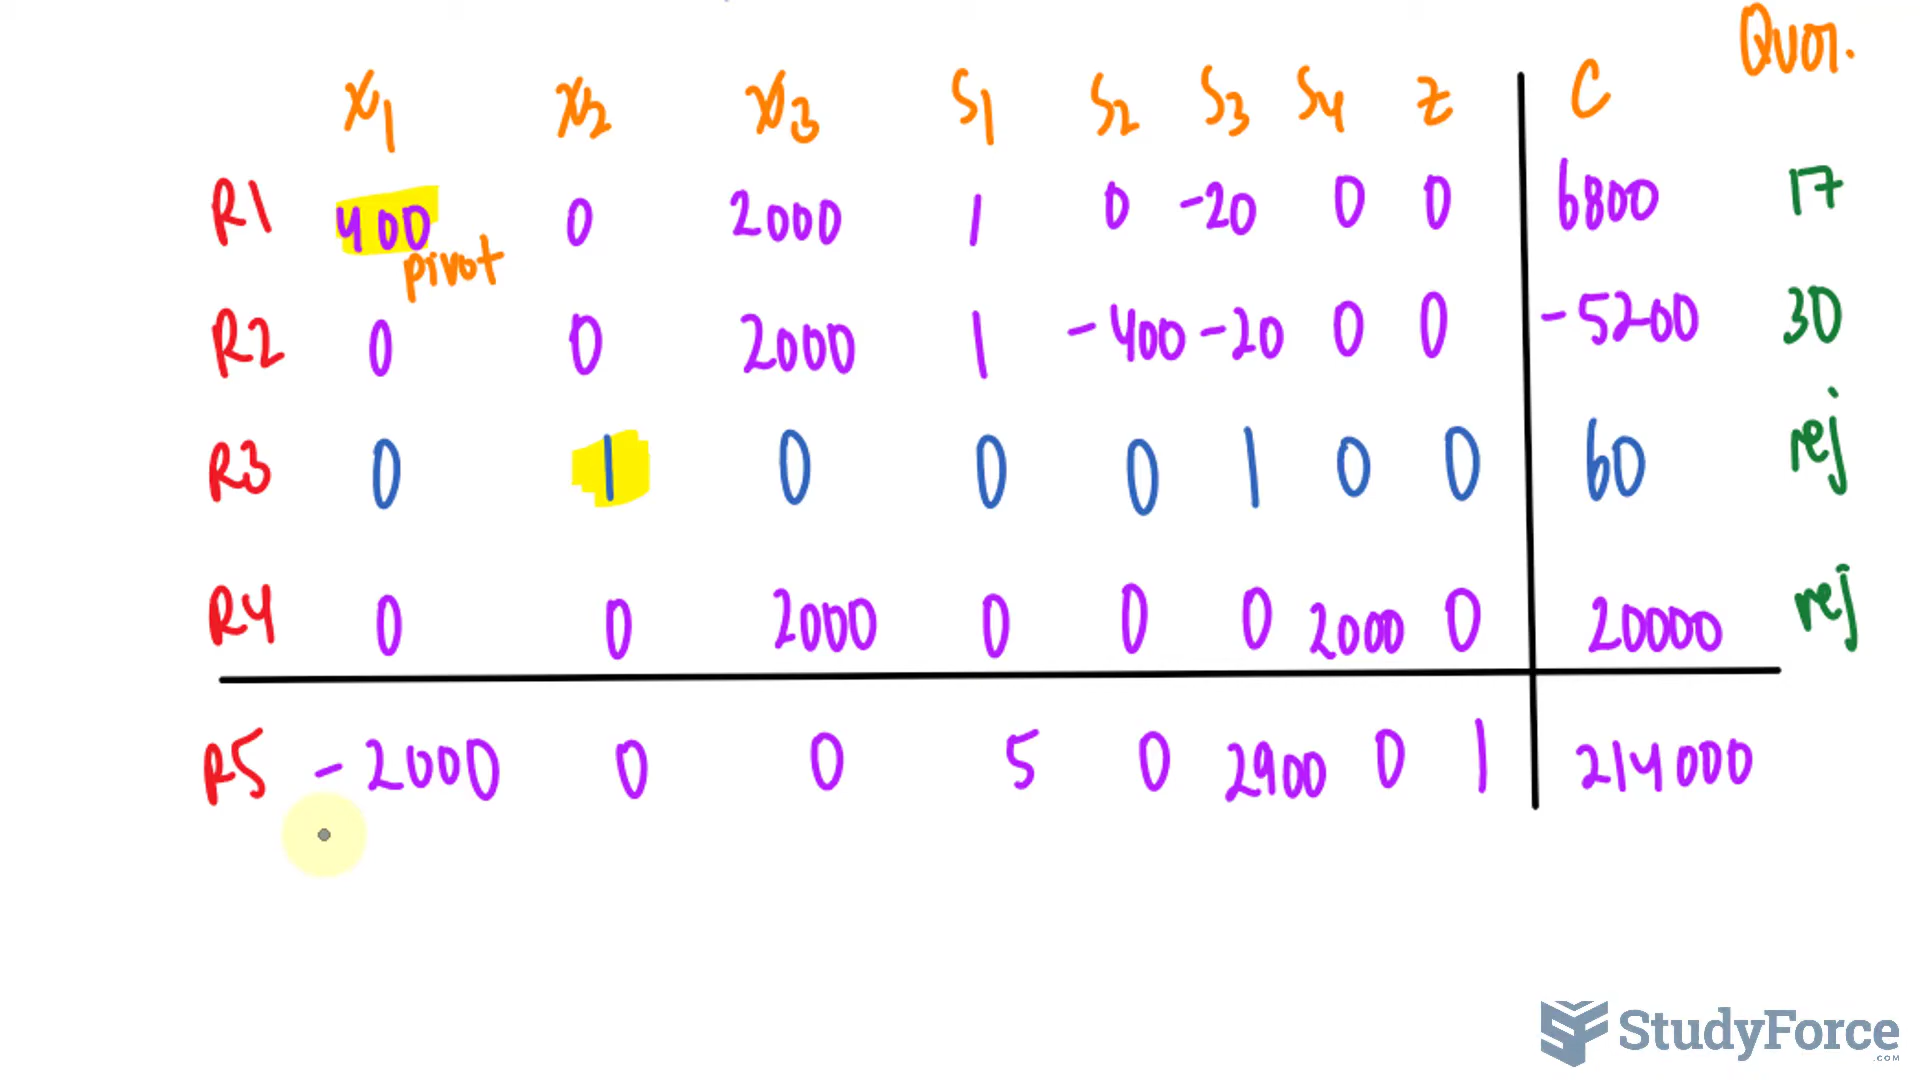 Quot.
x1 x2 x3 S1 S2 S3 S4 Z C
R1 400 0 2000 1 0 -20 0 0 6800 17
pivot
R2 0 0 2000 1 -400 -20 0 0 -5200 30
R3 0 1 0 0 0 1 0 0 60 rej
R4 0 0 2000 0 0 0 2000 0 20000 rej
R5 -2000 0 0 5 0 2900 0 1 214000
StudyForce
.COM